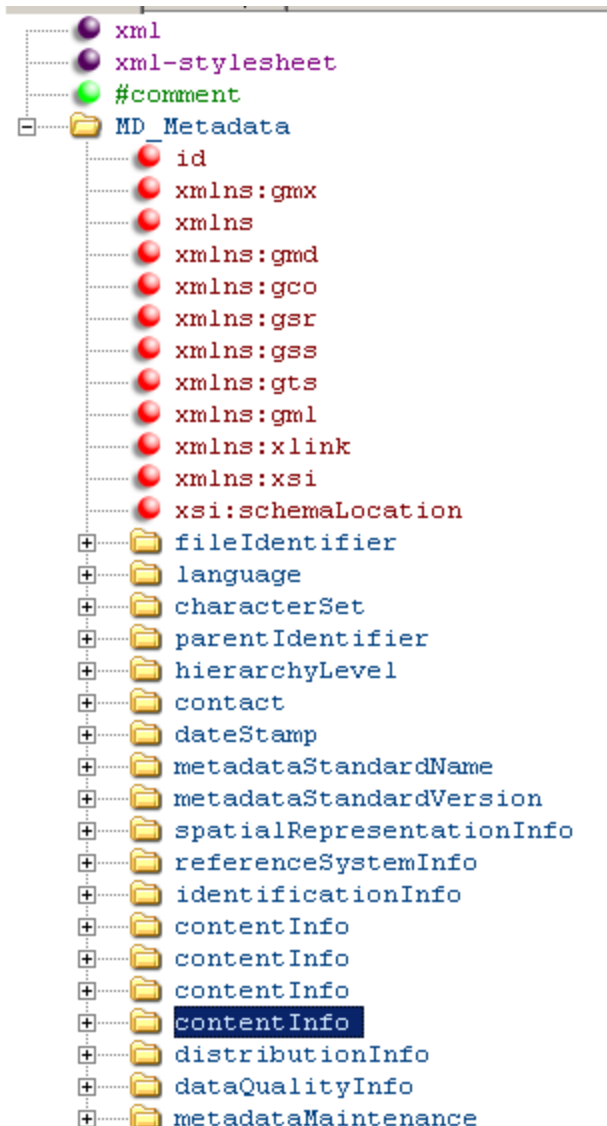 xml
xml-stylesheet
#comment
MD_Metadata
id
xmlns:gmx
xmlns
xmlns:gmd
xmlns:gco
xmlns:gsr
xmlns:gss
xmlns:gts
xmlns:gml
xmlns:xlink
xmlns:xsi
xsi:schemaLocation
fileIdentifier
language
characterSet
parentIdentifier
hierarchyLevel
contact
dateStamp
metadataStandardName
metadataStandardVersion
spatialRepresentationInfo
referenceSystemInfo
identificationInfo
contentInfo
contentInfo
contentInfo
contentInfo
distributionInfo
dataQualityInfo
metadataMaintenance